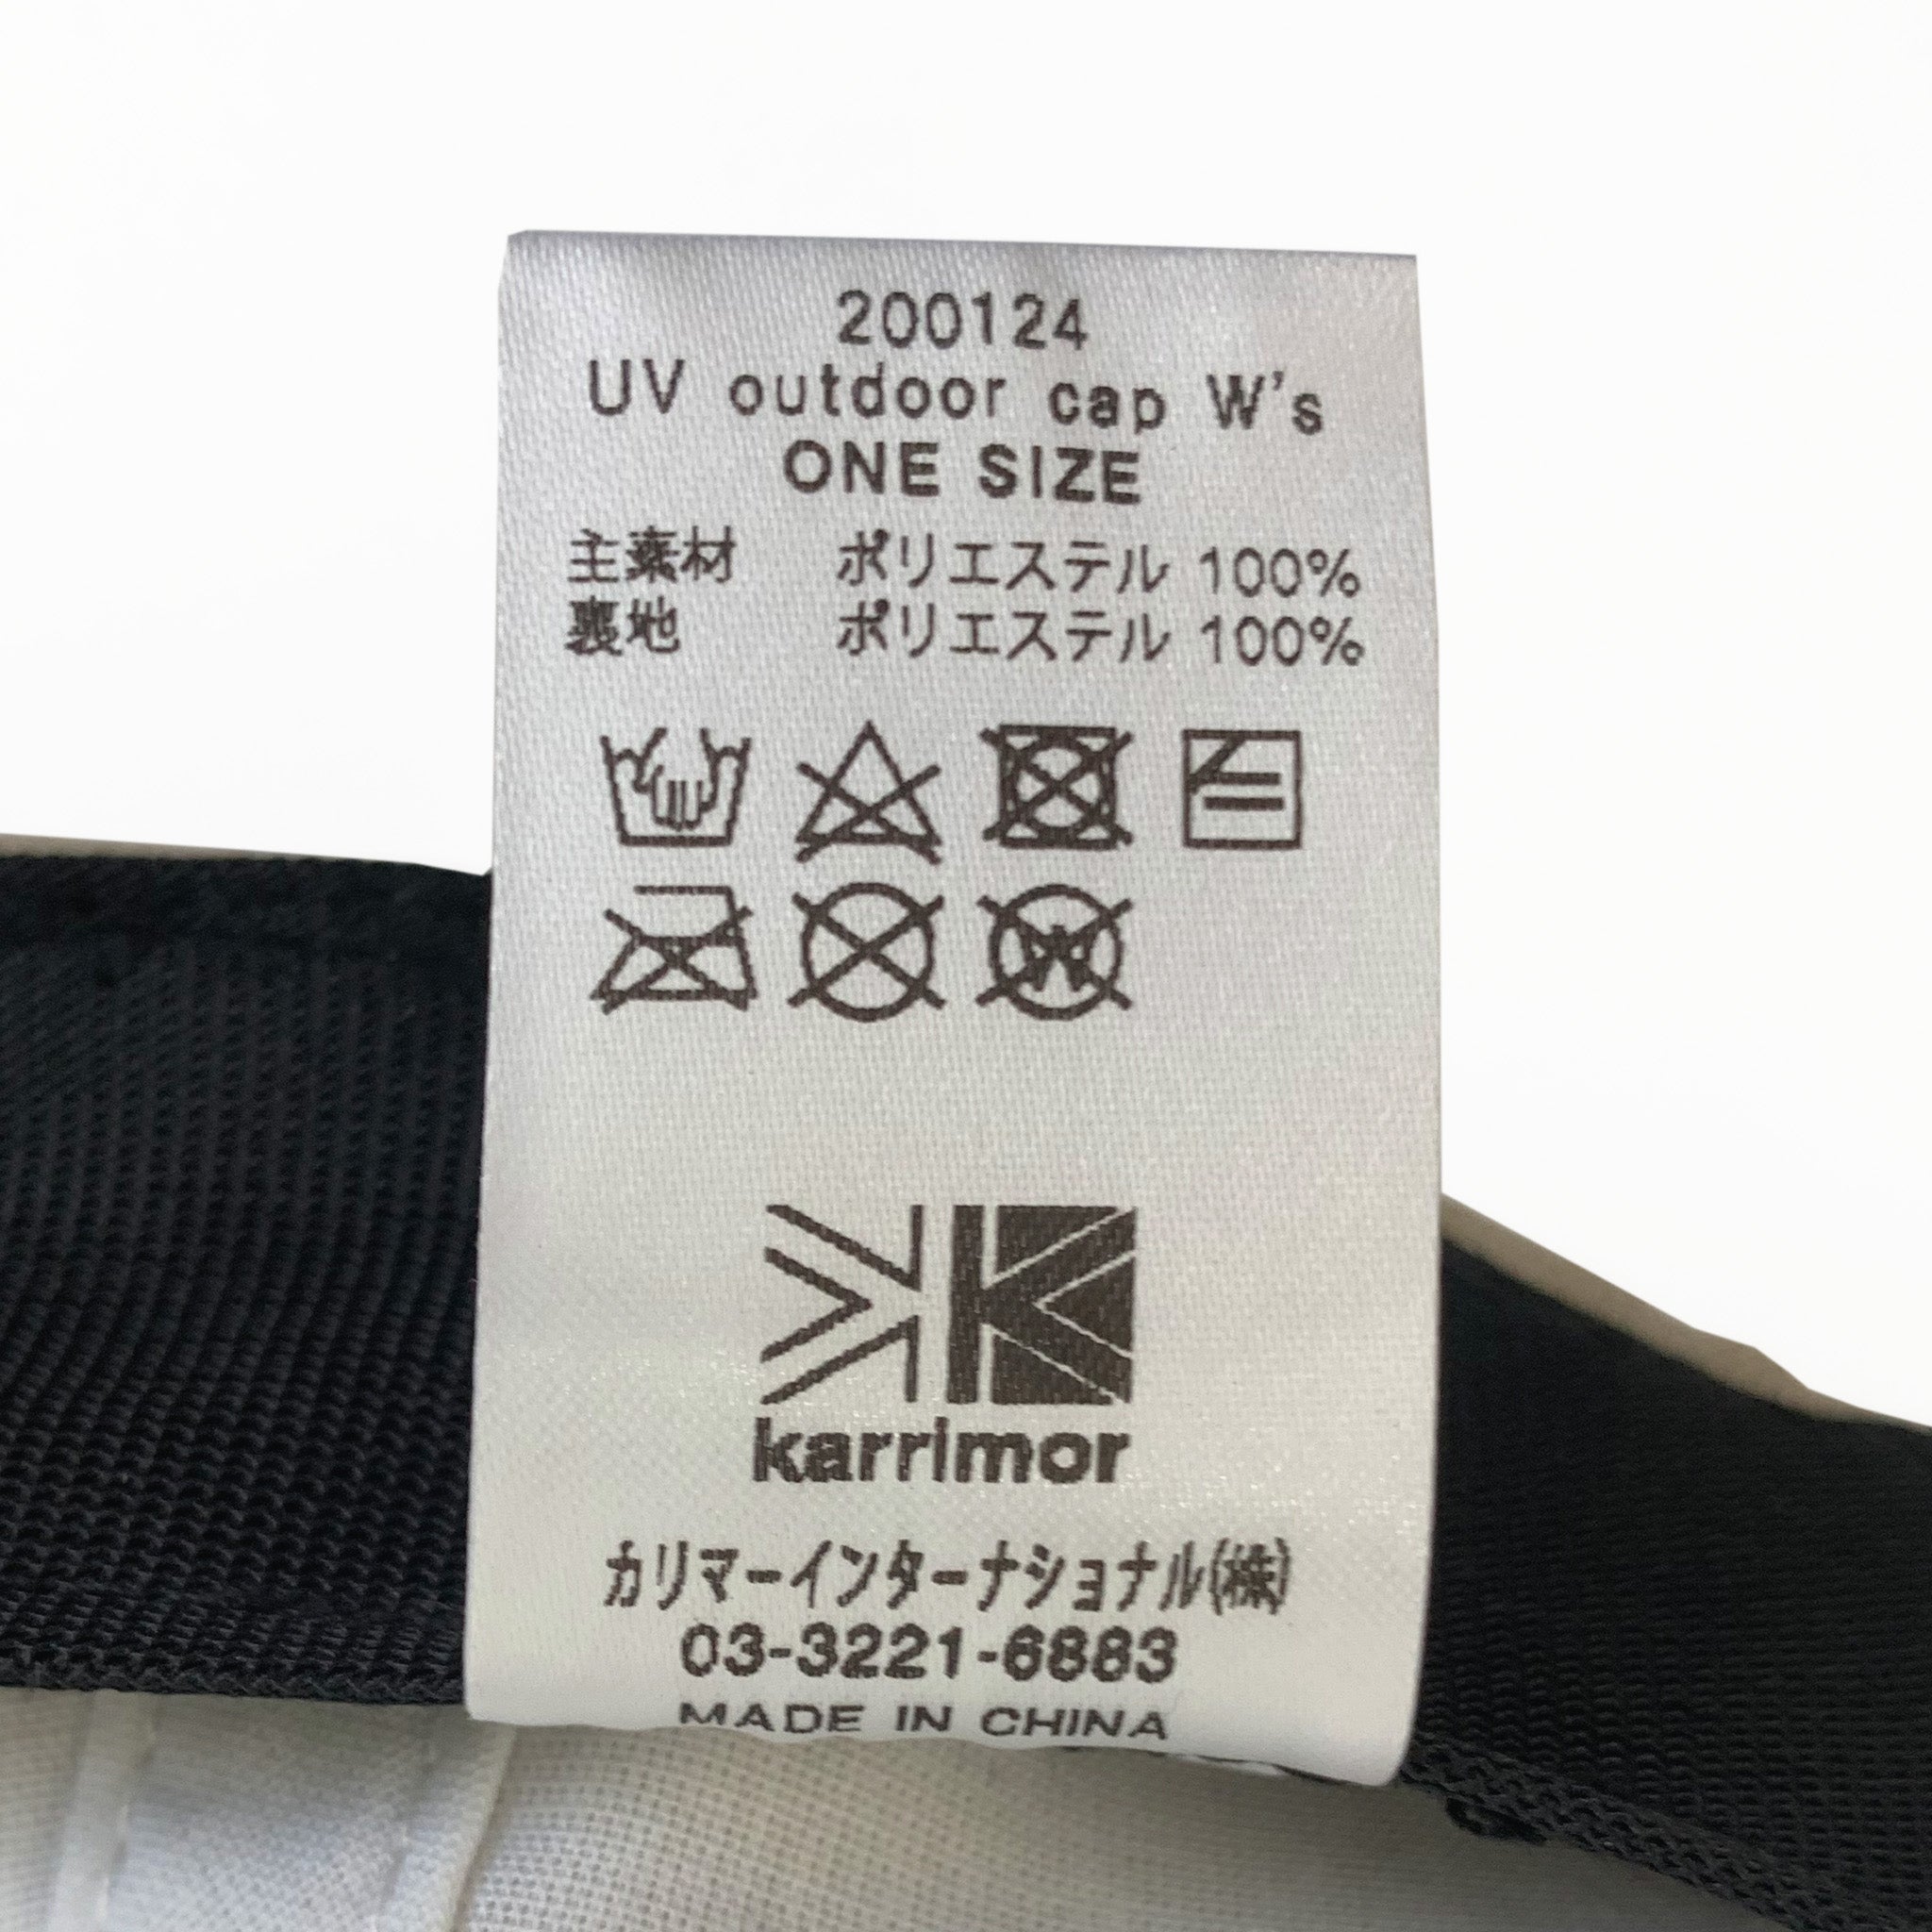 200124
UV outdoor cap W's
ONE SIZE
主素材 ポリエステル 100%
裏地 ポリエステル 100%
karrimor
カリマーインターナショナル(株)
03-3221-6883
MADE IN CHINA